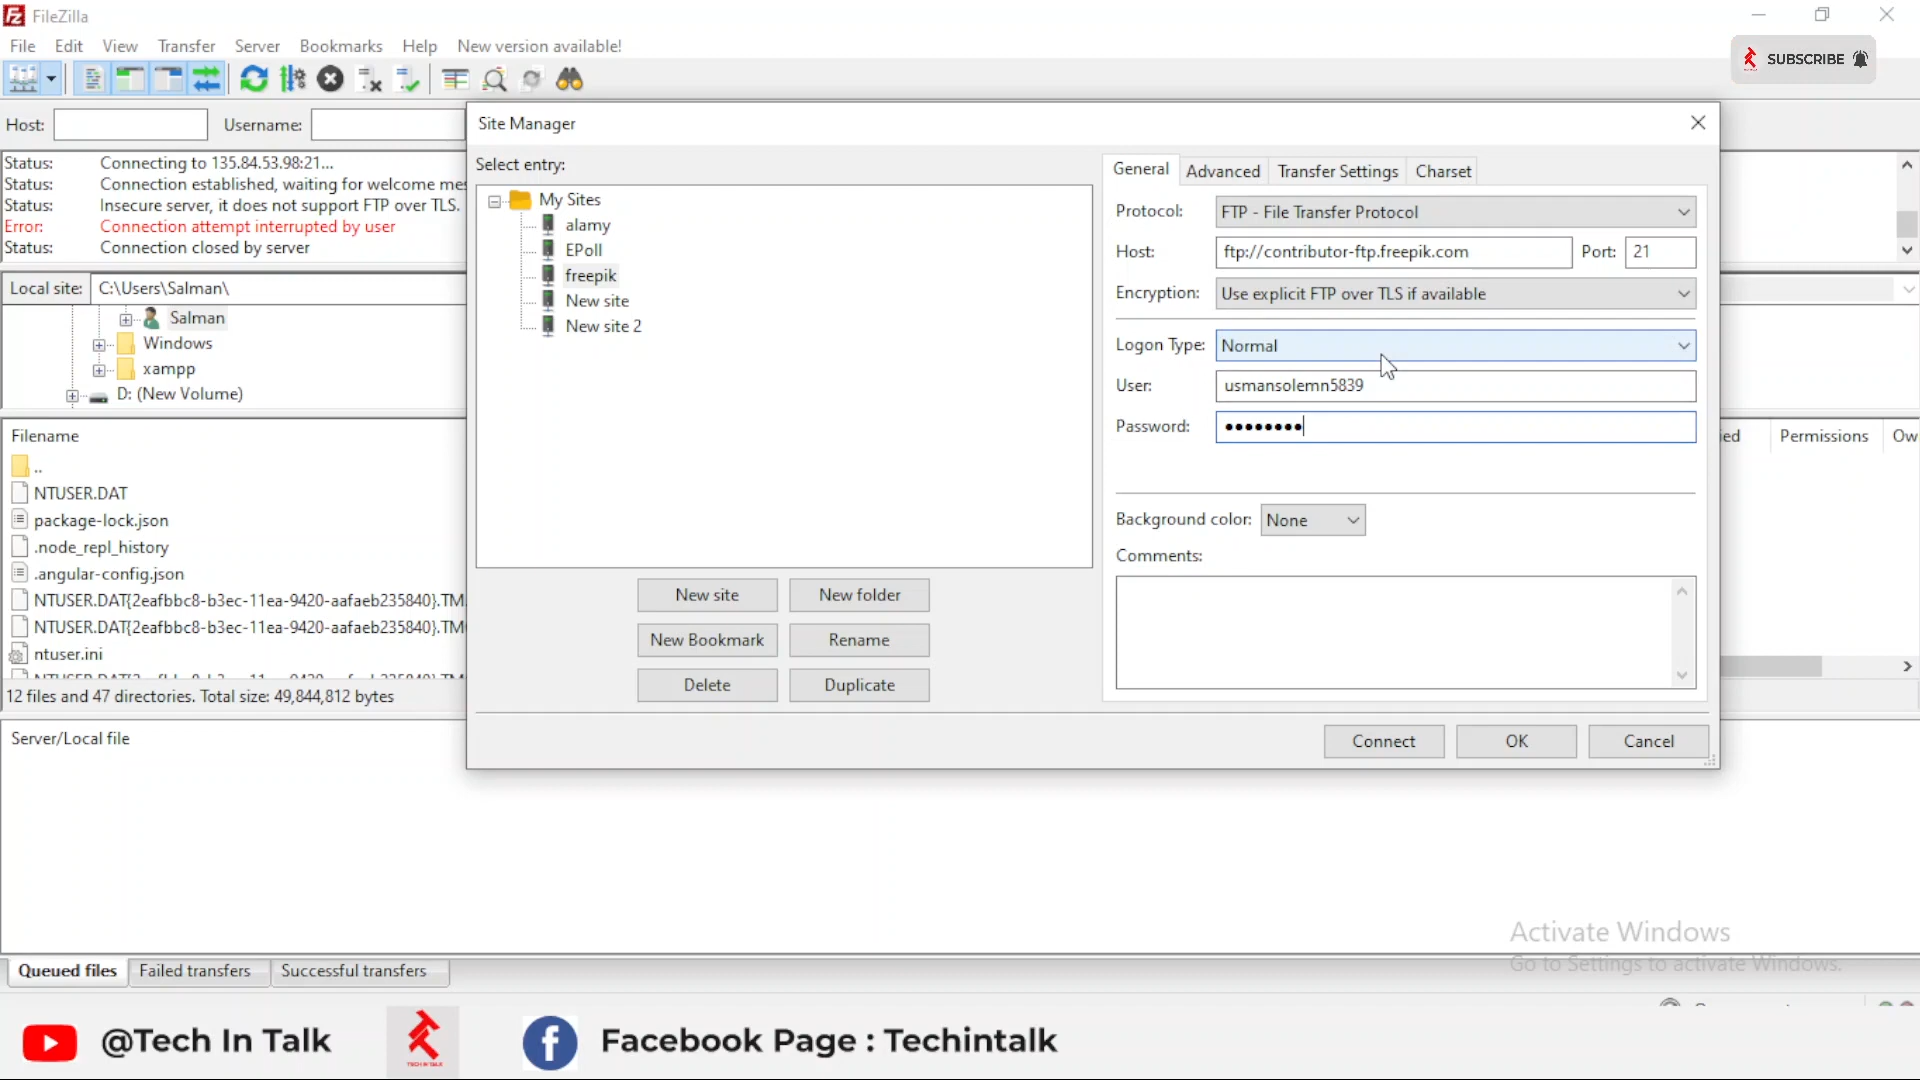 FileZilla
File Edit View Transfer Server Bookmarks Help New version available!
SUBSCRIBE
Host: Username:
Site Manager
Status: Connecting to 135.84.53.98:21...
Status: Connection established, waiting for welcome mes
Status: Insecure server, it does not support FTP over TLS.
Error: Connection attempt interrupted by user
Status: Connection closed by server
Local site: C:\Users\Salman\
Salman
Windows
xampp
D: (New Volume)
Filename
..
NTUSER.DAT
package-lock.json
.node_repl_history
.angular-config.json
NTUSER.DAT{2eafbbc8-b3ec-11ea-9420-aafaeb235840}.TM.
NTUSER.DAT{2eafbbc8-b3ec-11ea-9420-aafaeb235840}.TM
ntuser.ini
12 files and 47 directories. Total size: 49,844,812 bytes
Select entry:
My Sites
alamy
EPoll
freepik
New site
New site 2
New site New folder
New Bookmark Rename
Delete Duplicate
General Advanced Transfer Settings Charset
Protocol: FTP - File Transfer Protocol
Host: ftp://contributor-ftp.freepik.com Port: 21
Encryption: Use explicit FTP over TLS if available
Logon Type: Normal
User: usmansolemn5839
Password: ●●●●●●●●
Background color: None
Comments:
Connect OK Cancel
ied Permissions Ow
Server/Local file
Activate Windows
Go to Settings to activate Windows.
Queued files Failed transfers Successful transfers
@Tech In Talk
TECH IN TALK
Facebook Page : Techintalk